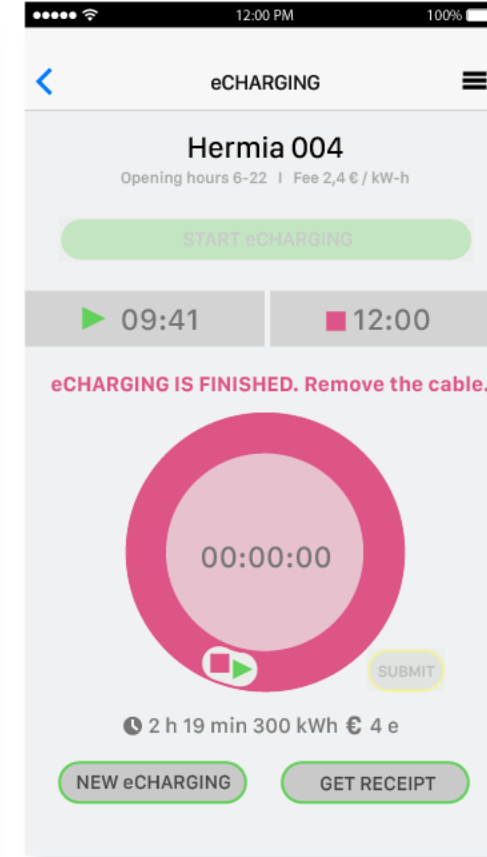 12:00 PM 100%
eCHARGING
Hermia 004
Opening hours 6-22 I Fee 2,4 € / kW-h
START eCHARGING
09:41 12:00
eCHARGING IS FINISHED. Remove the cable.
00:00:00
SUBMIT
2 h 19 min 300 kWh € 4 e
NEW eCHARGING GET RECEIPT